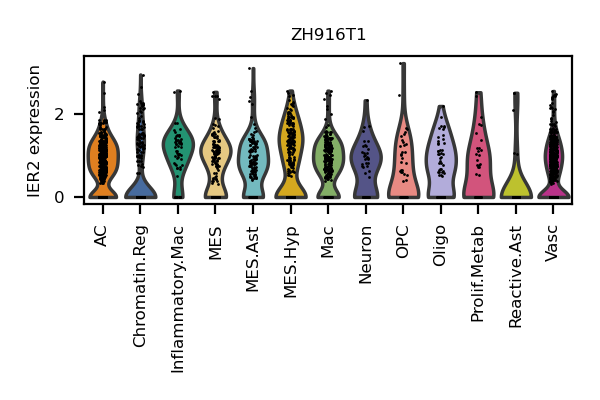 ZH916T1
IER2 expression
2
0
AC
Chromatin.Reg
Inflammatory.Mac
MES
MES.Ast
MES.Hyp
Mac
Neuron
OPC
Oligo
Prolif.Metab
Reactive.Ast
Vasc